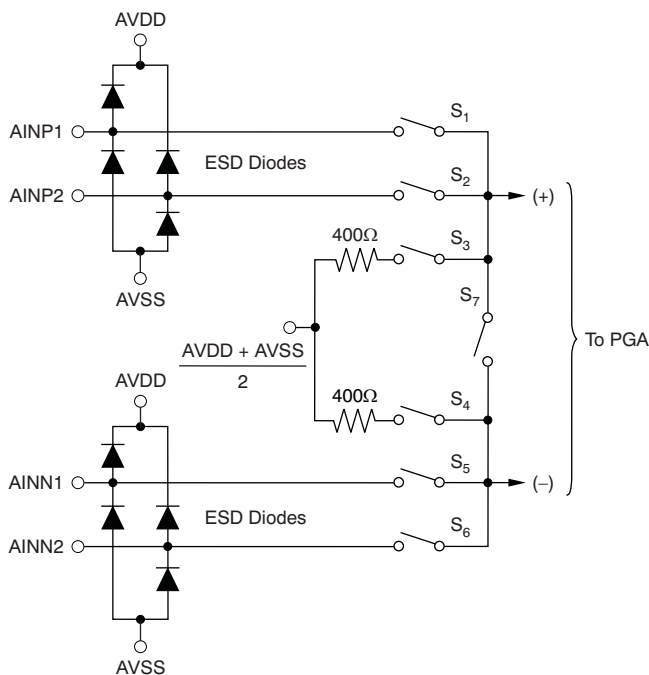 AVDD
AINP1
S1
ESD Diodes
AINP2
S2
(+)
400Ω
S3
AVSS
S7
AVDD + AVSS
2
To PGA
AVDD
400Ω
S4
AINN1
S5
(–)
ESD Diodes
AINN2
S6
AVSS